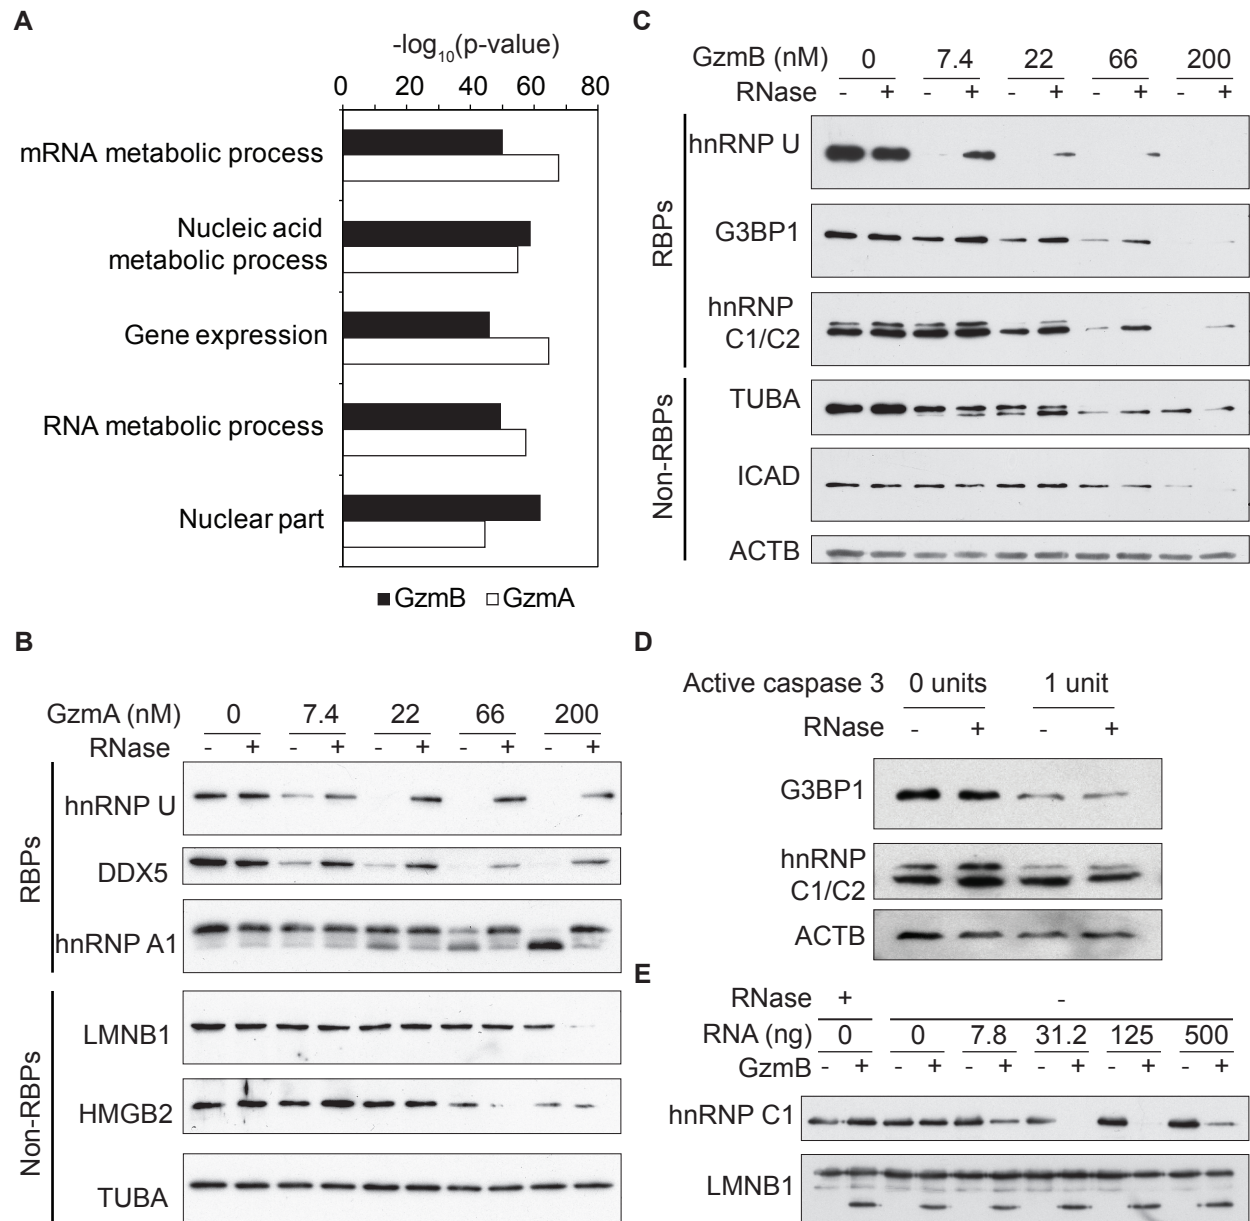 A
-log10(p-value)
0 20 40 60 80
mRNA metabolic process
Nucleic acid
metabolic process
Gene expression
RNA metabolic process
Nuclear part
GzmB GzmA
B
GzmA (nM) 0 7.4 22 66 200
RNase - + - + - + - + - +
RBPs
hnRNP U
DDX5
hnRNP A1
Non-RBPs
LMNB1
HMGB2
TUBA
C
GzmB (nM) 0 7.4 22 66 200
RNase - + - + - + - + - +
RBPs
hnRNP U
G3BP1
hnRNP
C1/C2
Non-RBPs
TUBA
ICAD
ACTB
D
Active caspase 3 0 units 1 unit
RNase - + - +
G3BP1
hnRNP
C1/C2
ACTB
E
RNase + -
RNA (ng) 0 0 7.8 31.2 125 500
GzmB - + - + - + - + - + - +
hnRNP C1
LMNB1